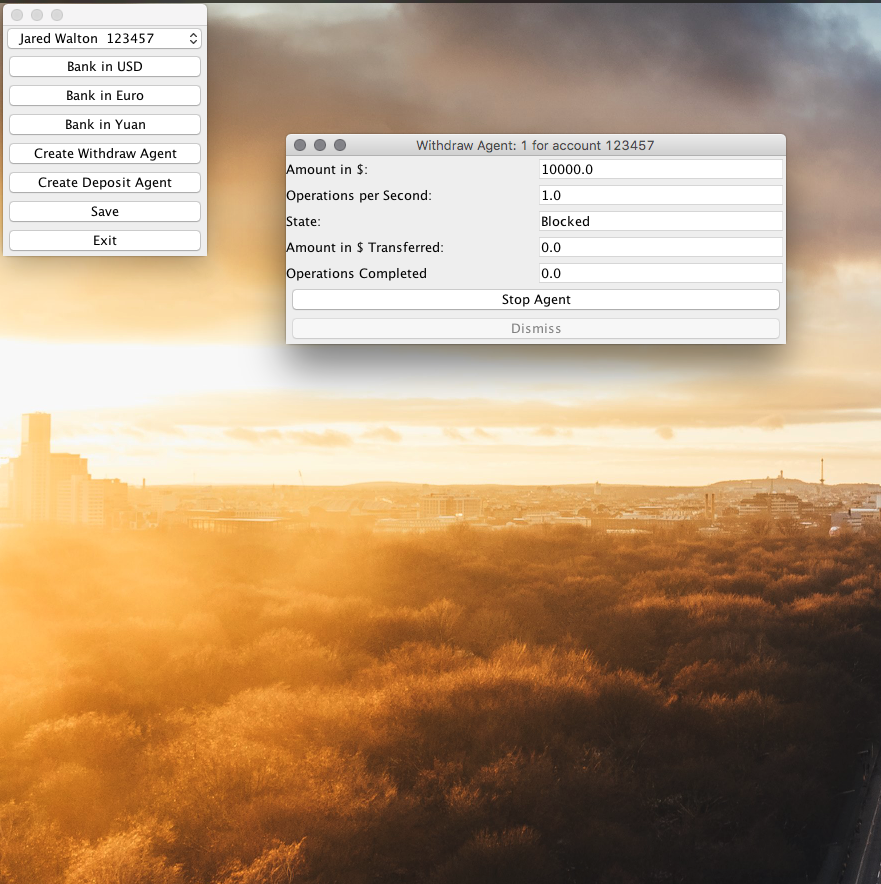 Jared Walton 123457
Bank in USD
Bank in Euro
Bank in Yuan
Create Withdraw Agent
Create Deposit Agent
Save
Exit
Withdraw Agent: 1 for account 123457
Amount in $: 10000.0
Operations per Second: 1.0
State: Blocked
Amount in $ Transferred: 0.0
Operations Completed 0.0
Stop Agent
Dismiss